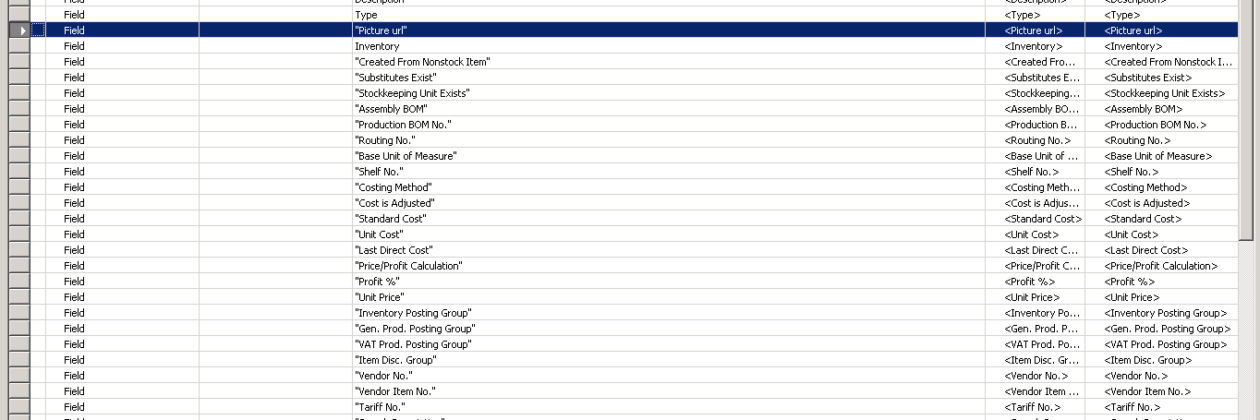 Description <Description> <Description>
Field Type <Type> <Type>
Field "Picture url" <Picture url> <Picture url>
Field Inventory <Inventory> <Inventory>
Field "Created From Nonstock Item" <Created Fro... <Created From Nonstock I...
Field "Substitutes Exist" <Substitutes E... <Substitutes Exist>
Field "Stockkeeping Unit Exists" <Stockkeeping... <Stockkeeping Unit Exists>
Field "Assembly BOM" <Assembly BO... <Assembly BOM>
Field "Production BOM No." <Production B... <Production BOM No.>
Field "Routing No." <Routing No.> <Routing No.>
Field "Base Unit of Measure" <Base Unit of ... <Base Unit of Measure>
Field "Shelf No." <Shelf No.> <Shelf No.>
Field "Costing Method" <Costing Meth... <Costing Method>
Field "Cost is Adjusted" <Cost is Adjus... <Cost is Adjusted>
Field "Standard Cost" <Standard Cost> <Standard Cost>
Field "Unit Cost" <Unit Cost> <Unit Cost>
Field "Last Direct Cost" <Last Direct C... <Last Direct Cost>
Field "Price/Profit Calculation" <Price/Profit C... <Price/Profit Calculation>
Field "Profit %" <Profit %> <Profit %>
Field "Unit Price" <Unit Price> <Unit Price>
Field "Inventory Posting Group" <Inventory Po... <Inventory Posting Group>
Field "Gen. Prod. Posting Group" <Gen. Prod. P... <Gen. Prod. Posting Group>
Field "VAT Prod. Posting Group" <VAT Prod. Po... <VAT Prod. Posting Group>
Field "Item Disc. Group" <Item Disc. Gr... <Item Disc. Group>
Field "Vendor No." <Vendor No.> <Vendor No.>
Field "Vendor Item No." <Vendor Item ... <Vendor Item No.>
Field "Tariff No." <Tariff No.> <Tariff No.>